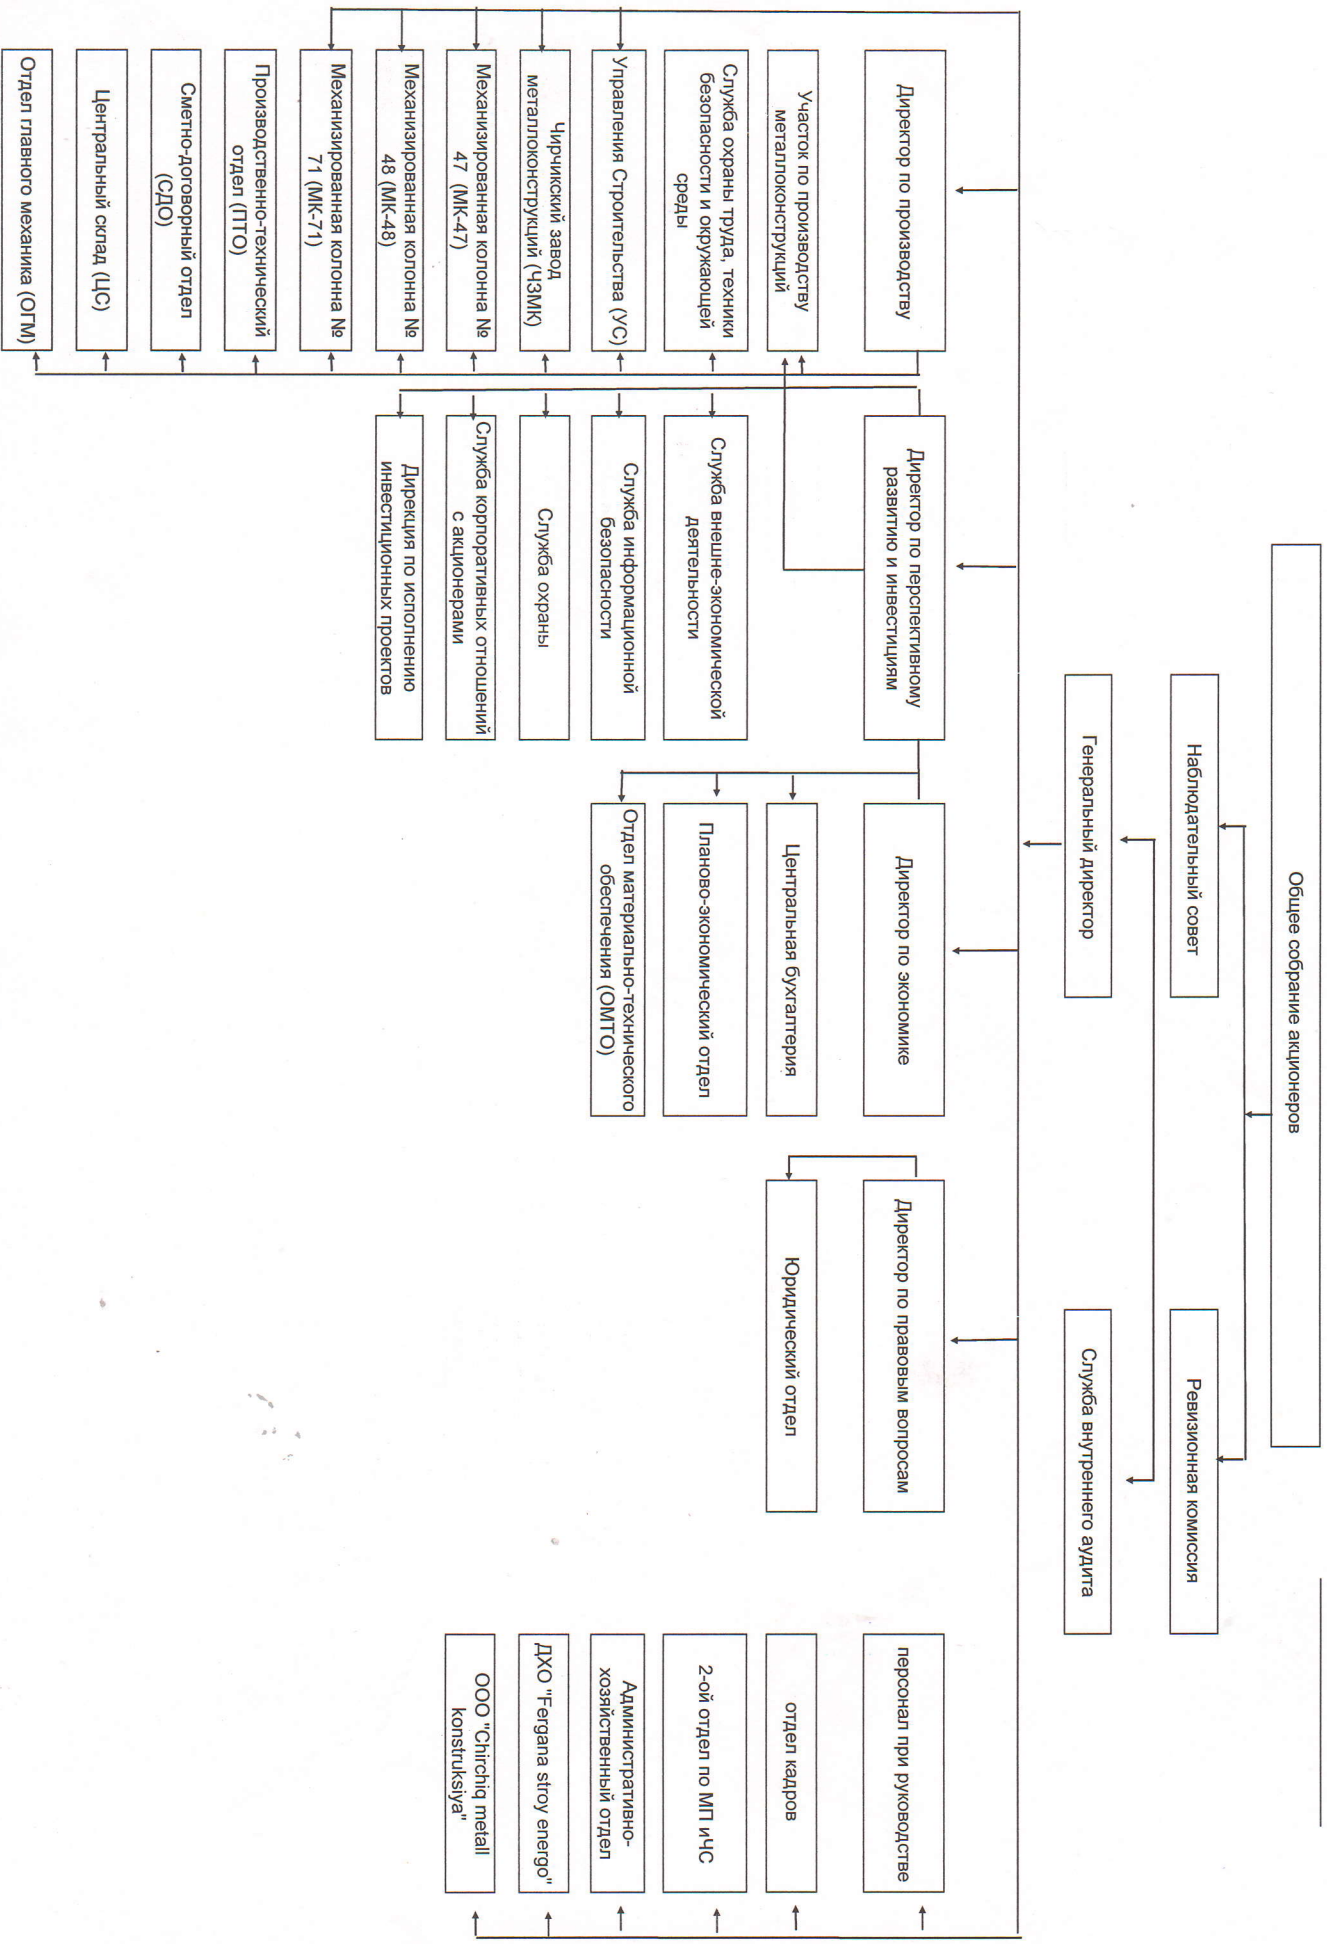 Общее собрание акционеров
Наблюдательный совет
Ревизионная комиссия
Генеральный директор
Служба внутреннего аудита
Директор по производству
Директор по перспективному
развитию и инвестициям
Директор по экономике
Директор по правовым вопросам
персонал при руководстве
Участок по производству
металлоконструкций
Центральная бухгалтерия
Юридический отдел
отдел кадров
Служба охраны труда, техники
безопасности и окружающей
среды
Служба внешне-экономической
деятельности
Планово-экономический отдел
2-ой отдел по МП иЧС
Управления Строительства (УС)
Служба информационной
безопасности
Отдел материально-технического
обеспечения (ОМТО)
Административно-
хозяйственный отдел
Чирчикский завод
металлоконструкций (ЧЗМК)
Служба охраны
ДХО "Fergana stroy energo"
Механизированная колонна №
47 (МК-47)
Служба корпоративных отношений
с акционерами
ООО "Chirchiq metall
konstruksiya"
Механизированная колонна №
48 (МК-48)
Дирекция по исполнению
инвестиционных проектов
Механизированная колонна №
71 (МК-71)
Производственно-технический
отдел (ПТО)
Сметно-договорный отдел
(СДО)
Центральный склад (ЦС)
Отдел главного механика (ОГМ)